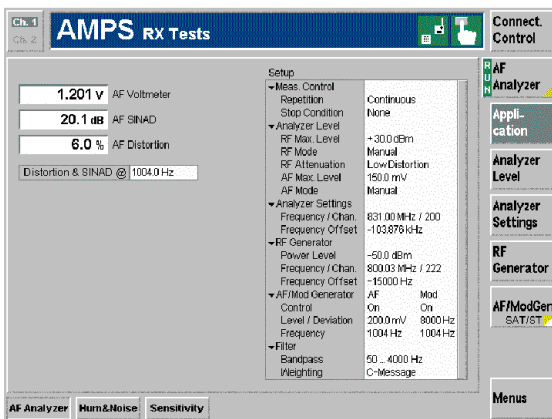 Ch. 1
Ch. 2
AMPS RX Tests
Connect.
Control
1.201 V AF Voltmeter
20.1 dB AF SINAD
6.0 % AF Distortion
Distortion & SINAD @ 1004.0 Hz
Setup
Meas. Control
Repetition Continuous
Stop Condition None
Analyzer Level
RF Max. Level +30.0 dBm
RF Mode Manual
RF Attenuation Low Distortion
AF Max. Level 150.0 mV
AF Mode Manual
Analyzer Settings
Frequency / Chan. 831.00 MHz / 200
Frequency Offset -103.876 kHz
RF Generator
Power Level -50.0 dBm
Frequency / Chan. 800.03 MHz / 222
Frequency Offset -15000 Hz
AF/Mod Generator AF Mod
Control On On
Level / Deviation 200.0 mV 8000 Hz
Frequency 1004 Hz 1004 Hz
Filter
Bandpass 50 ... 4000 Hz
Weighting C-Message
RUN
AF
Analyzer
Appli-
cation
Analyzer
Level
Analyzer
Settings
RF
Generator
AF/ModGen
SAT/ST
Menus
AF Analyzer Hum&Noise Sensitivity